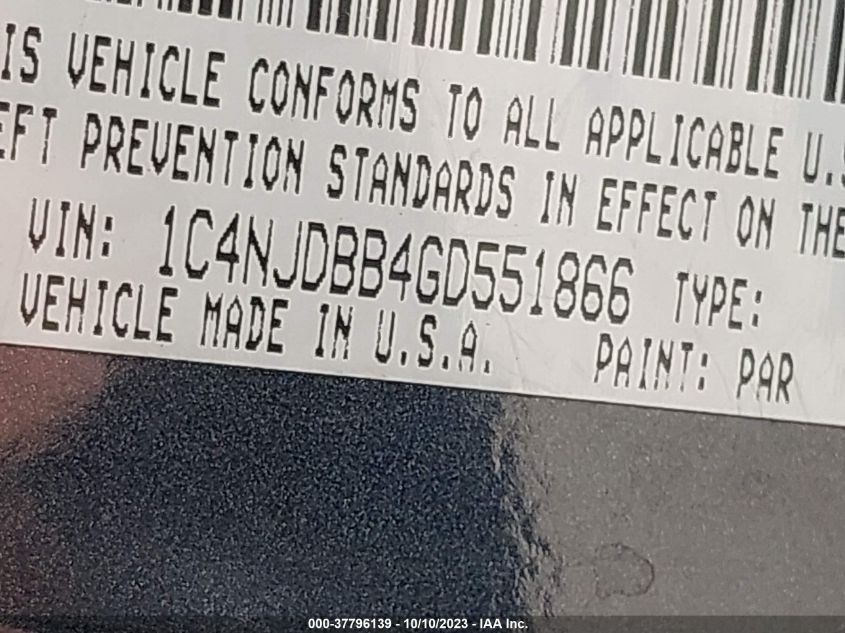 IS VEHICLE CONFORMS TO ALL APPLICABLE U.S
EFT PREVENTION STANDARDS IN EFFECT ON THE
VIN: 1C4NJDBB4GD551866 TYPE:
VEHICLE MADE IN U.S.A. PAINT: PAR
000-37796139 - 10/10/2023 - IAA Inc.